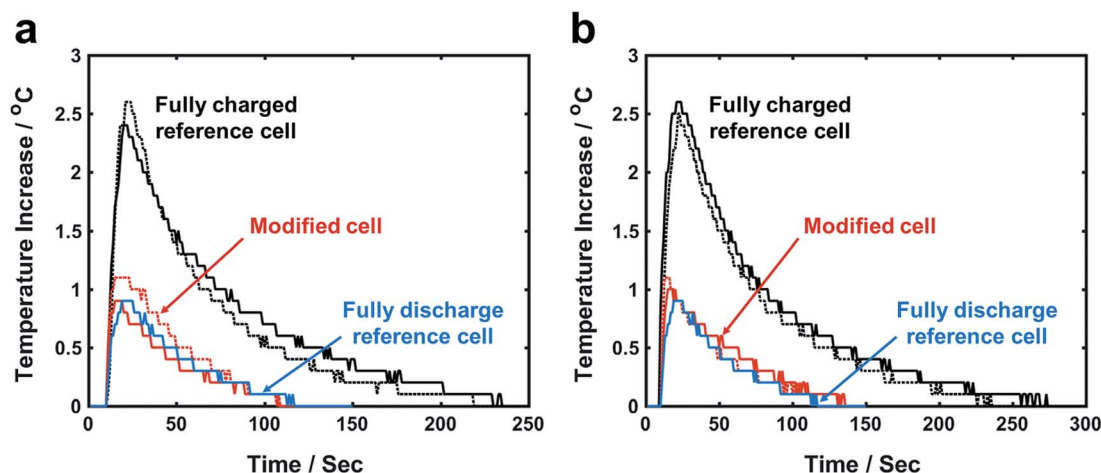 a
3
2.5
2
1.5
1
0.5
0
Temperature Increase / °C
Fully charged
reference cell
Modified cell
Fully discharge
reference cell
0 50 100 150 200 250
Time / Sec
b
3
2.5
2
1.5
1
0.5
0
Temperature Increase / °C
Fully charged
reference cell
Modified cell
Fully discharge
reference cell
0 50 100 150 200 250 300
Time / Sec